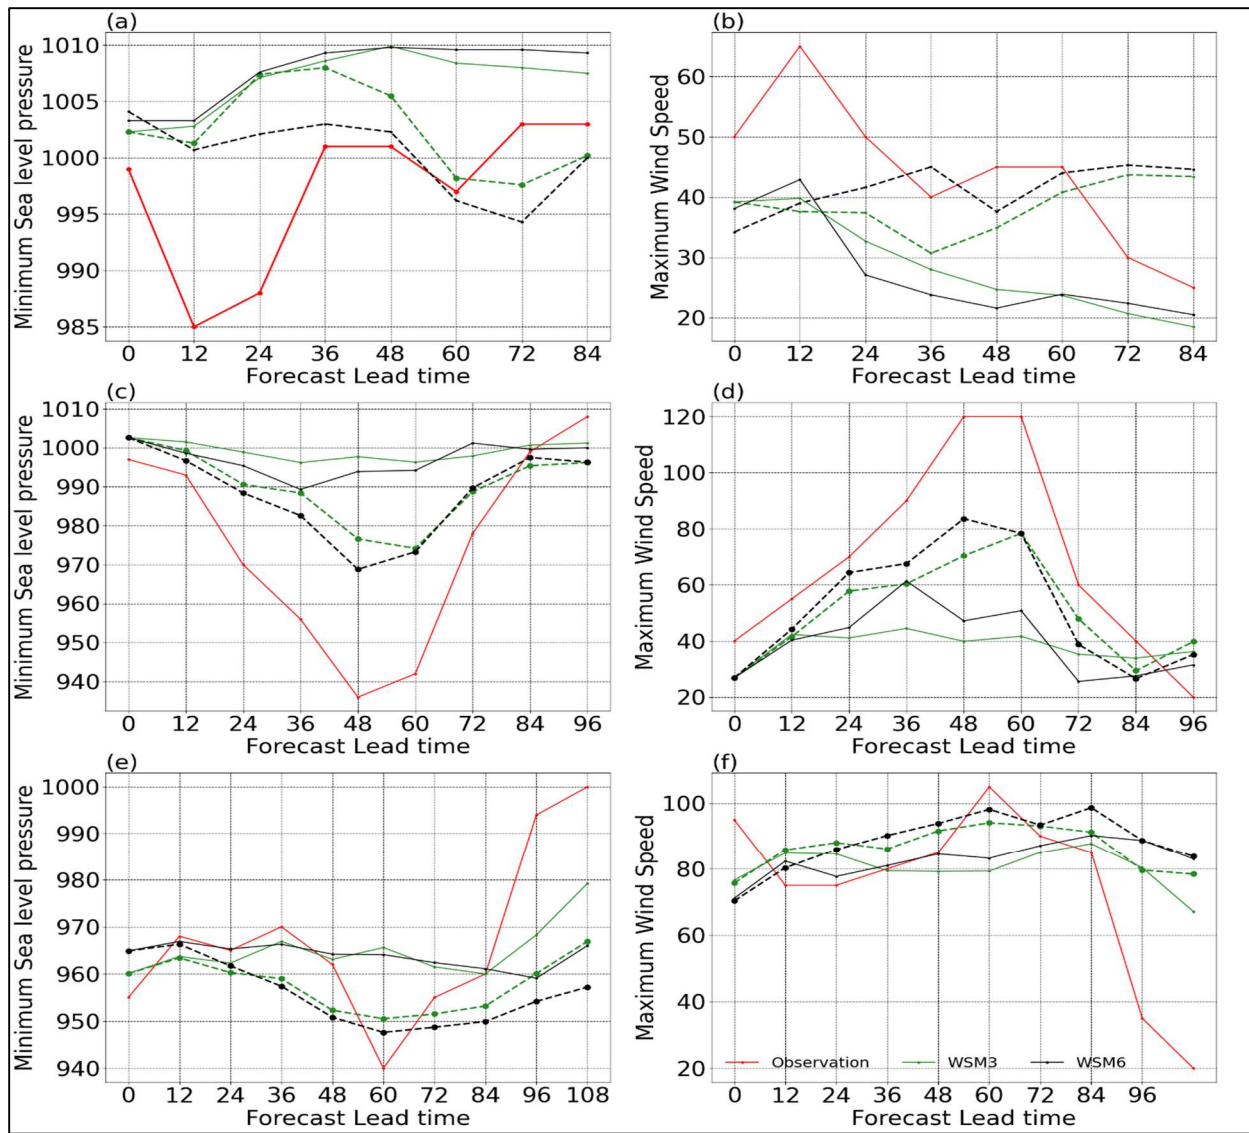 (a)
Minimum Sea level pressure
1010
1005
1000
995
990
985
0 12 24 36 48 60 72 84
Forecast Lead time
(b)
Maximum Wind Speed
60
50
40
30
20
0 12 24 36 48 60 72 84
Forecast Lead time
(c)
Minimum Sea level pressure
1010
1000
990
980
970
960
950
940
0 12 24 36 48 60 72 84 96
Forecast Lead time
(d)
Maximum Wind Speed
120
100
80
60
40
20
0 12 24 36 48 60 72 84 96
Forecast Lead time
(e)
Minimum Sea level pressure
1000
990
980
970
960
950
940
0 12 24 36 48 60 72 84 96 108
Forecast Lead time
(f)
Maximum Wind Speed
100
80
60
40
20
Observation WSM3 WSM6
0 12 24 36 48 60 72 84 96
Forecast Lead time